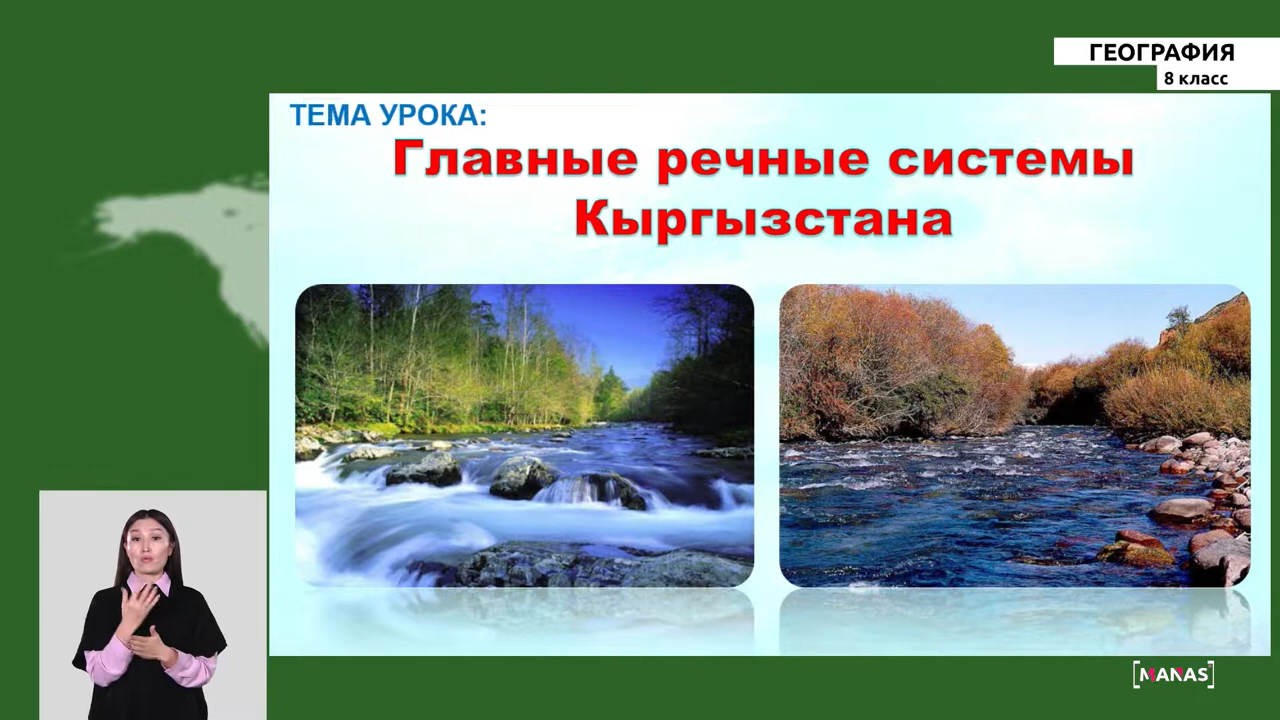 ГЕОГРАФИЯ
8 класс
ТЕМА УРОКА:
Главные речные системы
Кыргызстана
[MANAS]